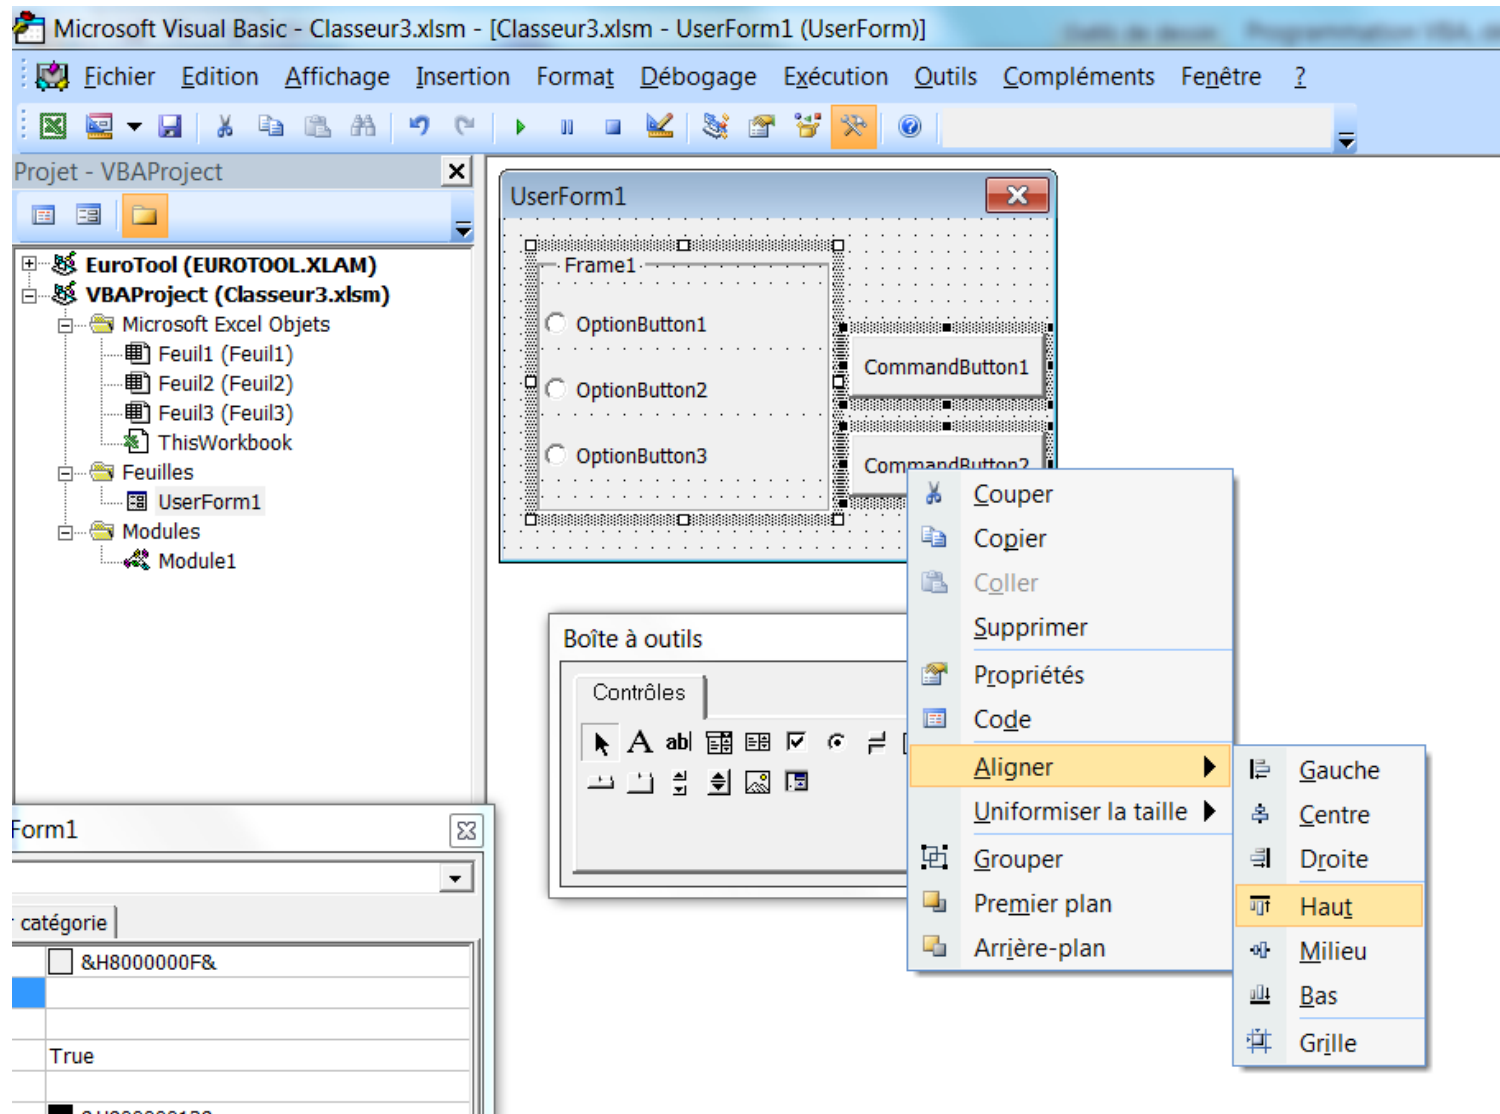 Microsoft Visual Basic - Classeur3.xlsm - [Classeur3.xlsm - UserForm1 (UserForm)]
Fichier Edition Affichage Insertion Format Débogage Exécution Outils Compléments Fenêtre ?
Projet - VBAProject
EuroTool (EUROTOOL.XLAM)
VBAProject (Classeur3.xlsm)
Microsoft Excel Objets
Feuil1 (Feuil1)
Feuil2 (Feuil2)
Feuil3 (Feuil3)
ThisWorkbook
Feuilles
UserForm1
Modules
Module1
UserForm1
Frame1
OptionButton1
OptionButton2
OptionButton3
CommandButton1
CommandButton2
Boîte à outils
Contrôles
A abl
Couper
Copier
Coller
Supprimer
Propriétés
Code
Aligner
Uniformiser la taille
Grouper
Premier plan
Arrière-plan
Gauche
Centre
Droite
Haut
Milieu
Bas
Grille
Form1
catégorie
&H8000000F&
True